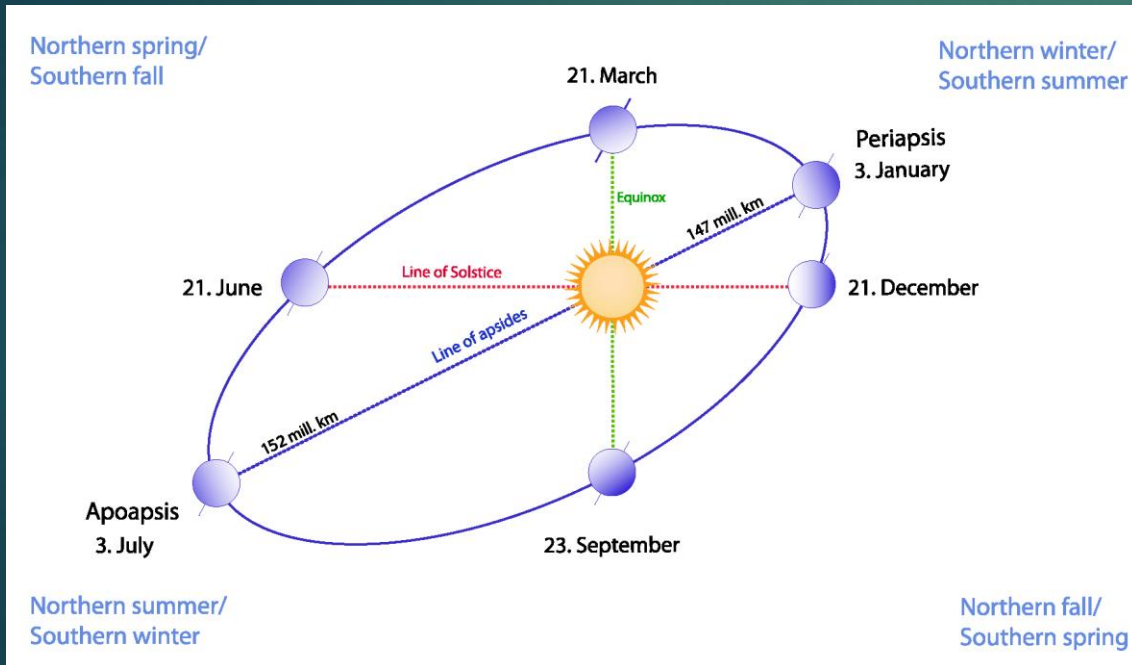 Northern spring/
Southern fall
Northern winter/
Southern summer
21. March
Periapsis
3. January
Equinox
147 mill. km
Line of Solstice
21. June
21. December
Line of apsides
152 mill. km
Apoapsis
3. July
23. September
Northern summer/
Southern winter
Northern fall/
Southern spring